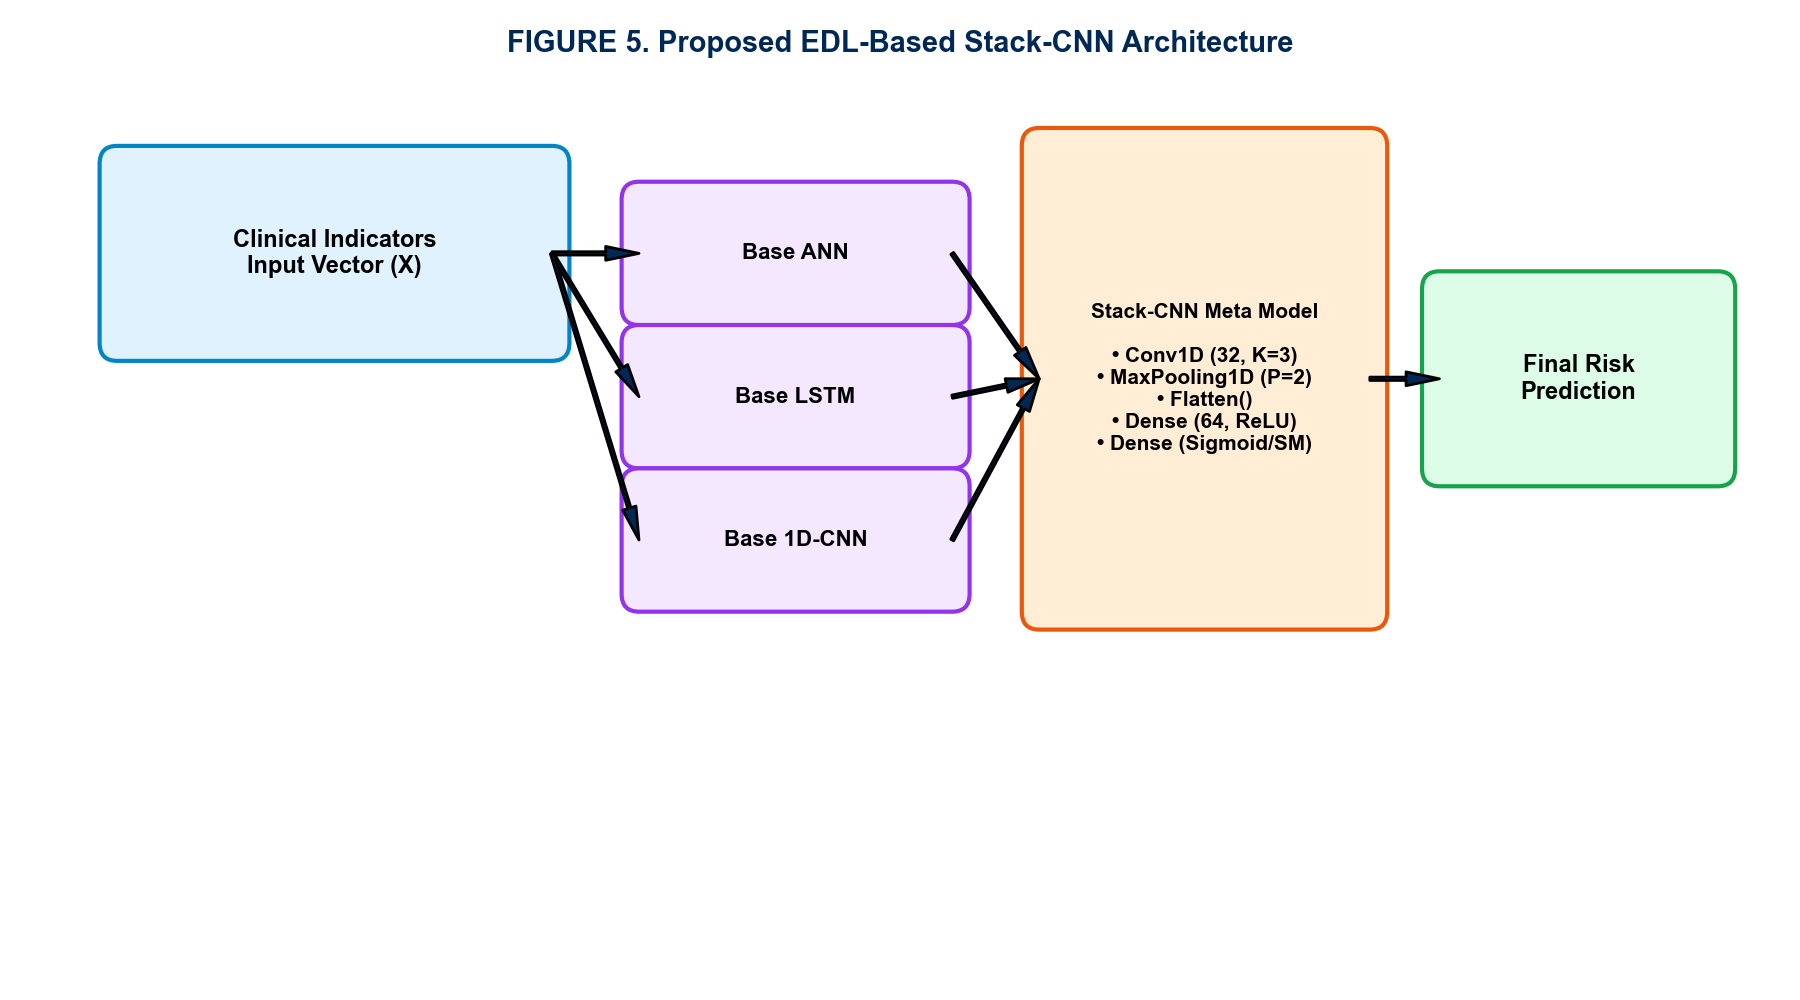 FIGURE 5. Proposed EDL-Based Stack-CNN Architecture
Clinical Indicators
Input Vector (X)
Base ANN
Base LSTM
Base 1D-CNN
Stack-CNN Meta Model
• Conv1D (32, K=3)
• MaxPooling1D (P=2)
• Flatten()
• Dense (64, ReLU)
• Dense (Sigmoid/SM)
Final Risk
Prediction